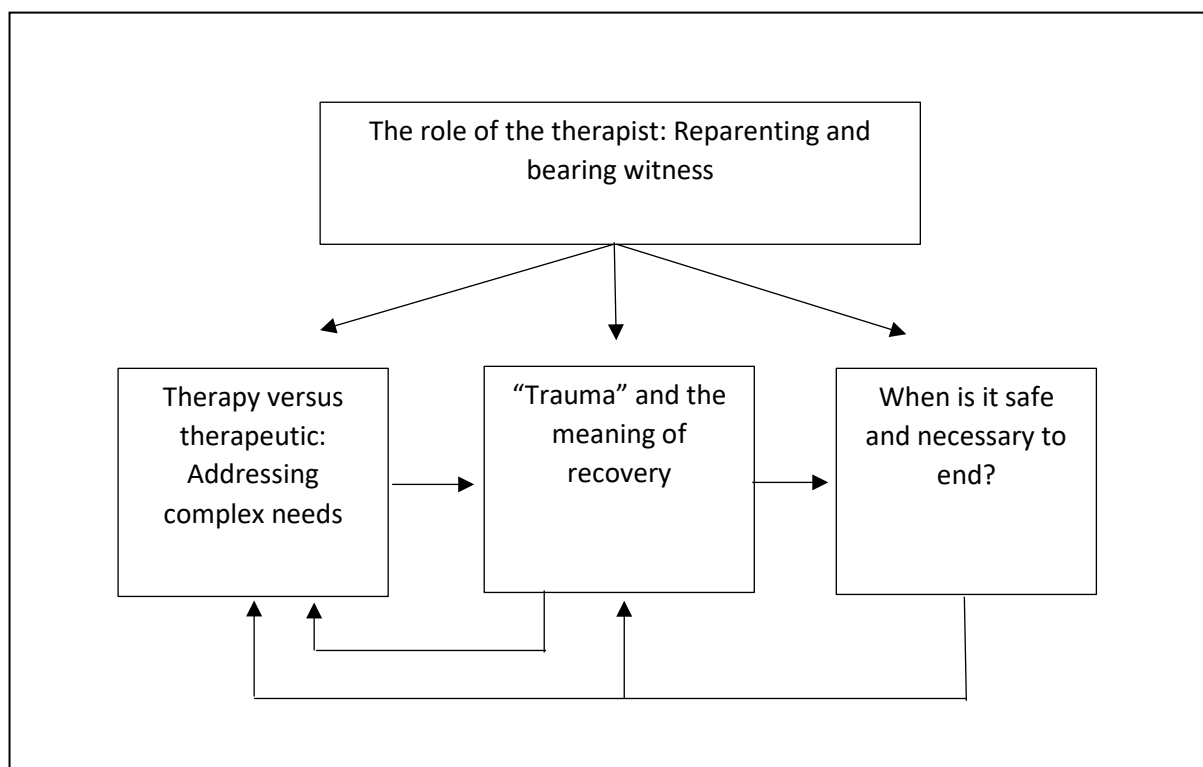 The role of the therapist: Reparenting and
bearing witness
Therapy versus
therapeutic:
Addressing
complex needs
“Trauma” and the
meaning of
recovery
When is it safe
and necessary to
end?